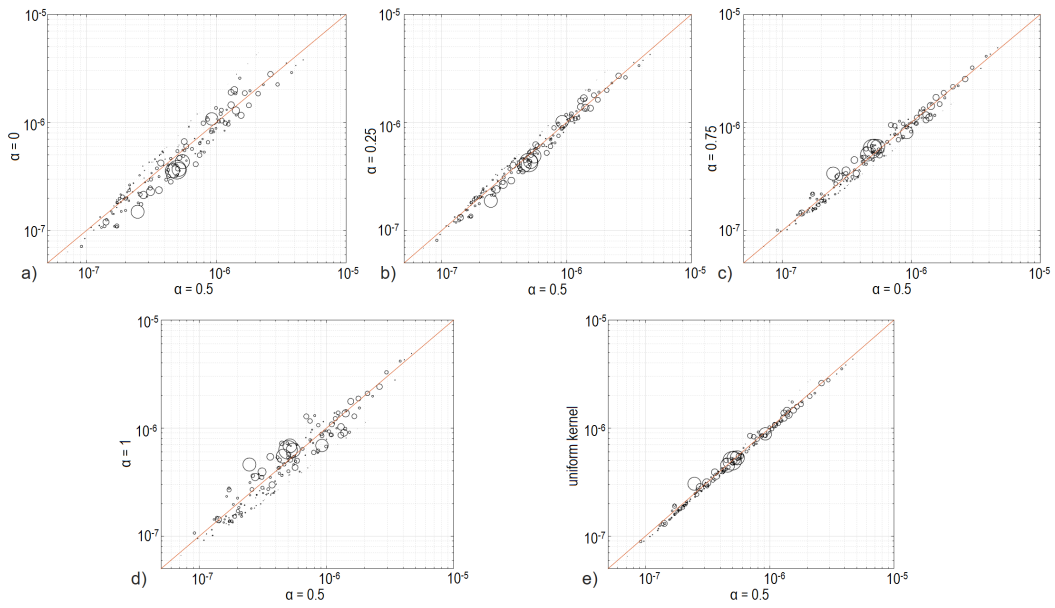 10-5 10-5 10-5
10-6 10-6 10-6
α = 0 α = 0.25 α = 0.75
10-7 10-7 10-7
a) 10-7 10-6 10-5 b) 10-7 10-6 10-5 c) 10-7 10-6 10-5
α = 0.5 α = 0.5 α = 0.5
10-5 10-5
10-6 10-6
α = 1 uniform kernel
10-7 10-7
d) 10-7 10-6 10-5 e) 10-7 10-6 10-5
α = 0.5 α = 0.5